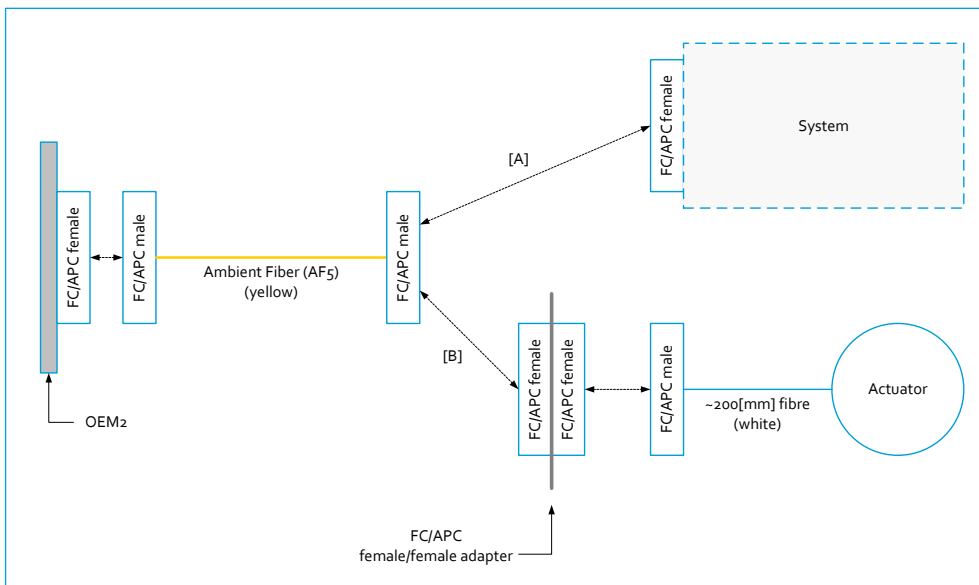 FC/APC female
System
[A]
FC/APC female
FC/APC male
Ambient Fiber (AF5)
(yellow)
FC/APC male
[B]
FC/APC female
FC/APC female
FC/APC male
~200[mm] fibre
(white)
Actuator
OEM2
FC/APC
female/female adapter